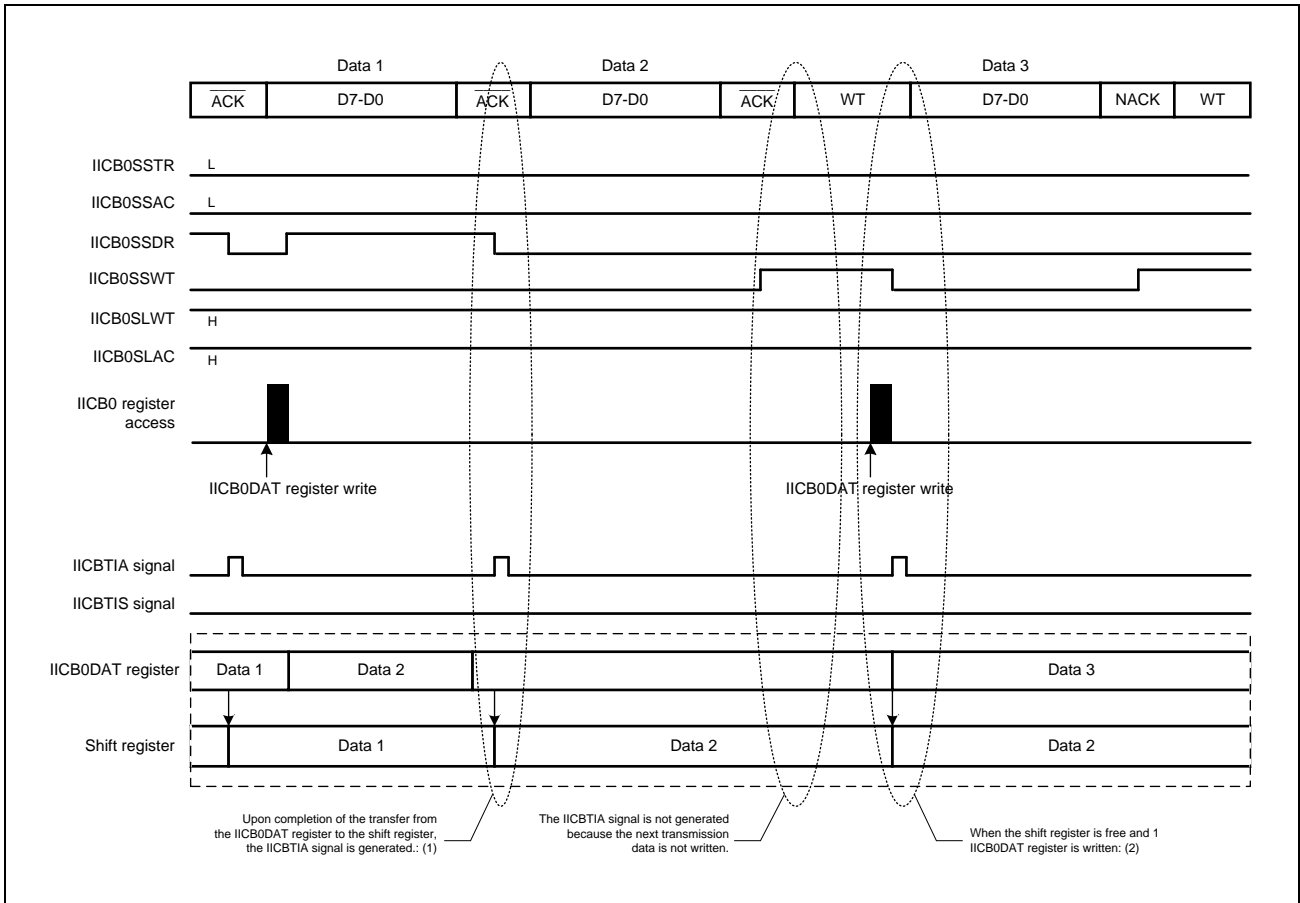 Data 1 Data 2 Data 3
ACK D7-D0 ACK D7-D0 ACK WT D7-D0 NACK WT
IICB0SSTR L
IICB0SSAC L
IICB0SSDR
IICB0SSWT
IICB0SLWT H
IICB0SLAC H
IICB0 register
access
IICB0DAT register write IICB0DAT register write
IICBTIA signal
IICBTIS signal
IICB0DAT register Data 1 Data 2 Data 3
Shift register Data 1 Data 2 Data 2
Upon completion of the transfer from
the IICB0DAT register to the shift register,
the IICBTIA signal is generated.: (1)
The IICBTIA signal is not generated
because the next transmission
data is not written.
When the shift register is free and 1
IICB0DAT register is written: (2)